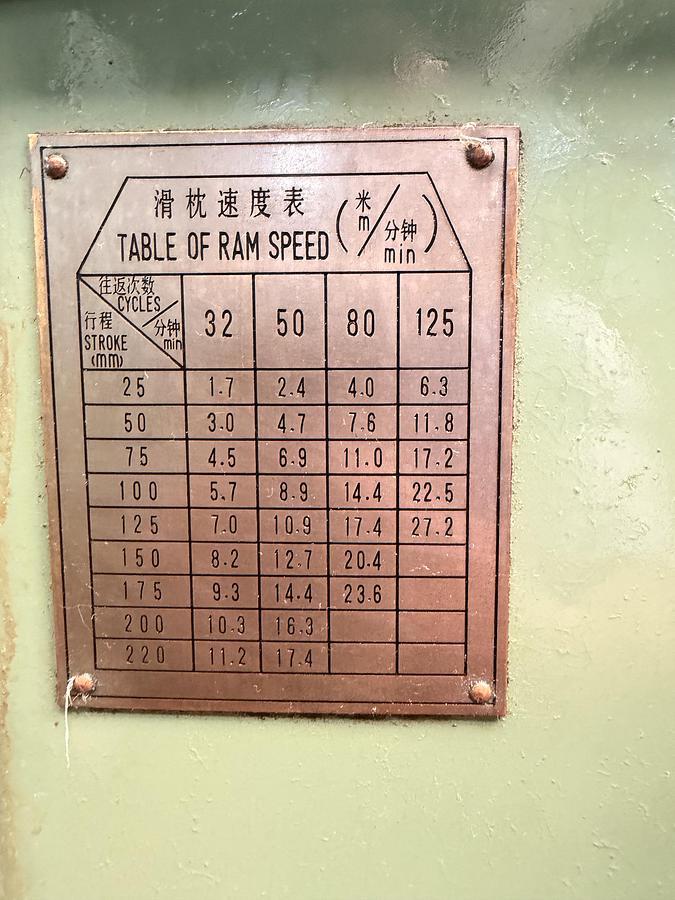 滑枕速度表 (米/分钟)
TABLE OF RAM SPEED (m/min)
往返次数
CYCLES/分钟 min
行程
STROKE
(mm)
32 50 80 125
25 1.7 2.4 4.0 6.3
50 3.0 4.7 7.6 11.8
75 4.5 6.9 11.0 17.2
100 5.7 8.9 14.4 22.5
125 7.0 10.9 17.4 27.2
150 8.2 12.7 20.4
175 9.3 14.4 23.6
200 10.3 16.3
220 11.2 17.4